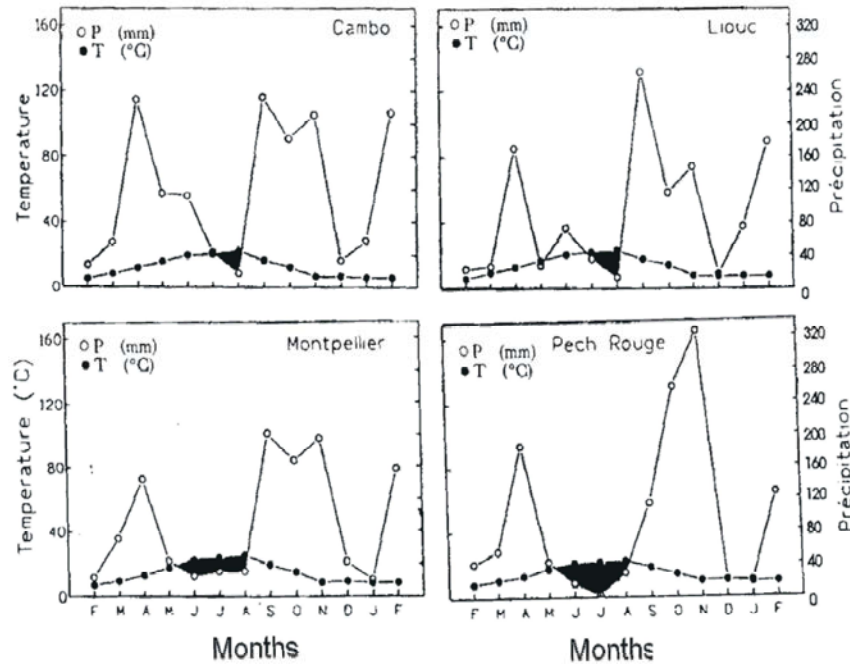 Temperature
160
120
80
40
0
P (mm)
T (°C)
Cambo
P (mm)
T (°C)
Liouc
320
280
240
200
160
120
80
40
0
Précipitation
Temperature (°C)
160
120
80
40
0
P (mm)
T (°C)
Montpellier
F M A M J J A S O N D J F
Months
P (mm)
T (°C)
Pech Rouge
F M A M J J A S O N D J F
Months
320
280
240
200
160
120
80
40
0
Précipitation